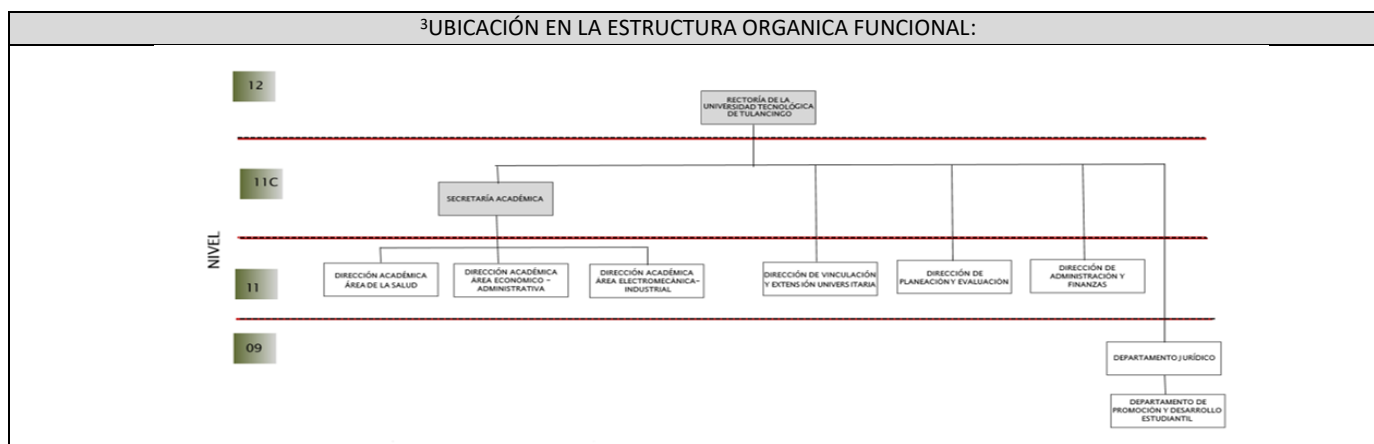 ³UBICACIÓN EN LA ESTRUCTURA ORGANICA FUNCIONAL:
12
RECTORÍA DE LA
UNIVERSIDAD TECNOLÓGICA
DE TULANCINGO
11C
SECRETARÍA ACADÉMICA
NIVEL
11
DIRECCIÓN ACADÉMICA
ÁREA DE LA SALUD
DIRECCIÓN ACADÉMICA
ÁREA ECONÓMICO –
ADMINISTRATIVA
DIRECCIÓN ACADÉMICA
ÁREA ELECTROMECÁNICA–
INDUSTRIAL
DIRECCIÓN DE VINCULACIÓN
Y EXTENSIÓN UNIVERSITARIA
DIRECCIÓN DE
PLANEACIÓN Y EVALUACIÓN
DIRECCIÓN DE
ADMINISTRACIÓN Y
FINANZAS
09
DEPARTAMENTO JURÍDICO
DEPARTAMENTO DE
PROMOCIÓN Y DESARROLLO
ESTUDIANTIL